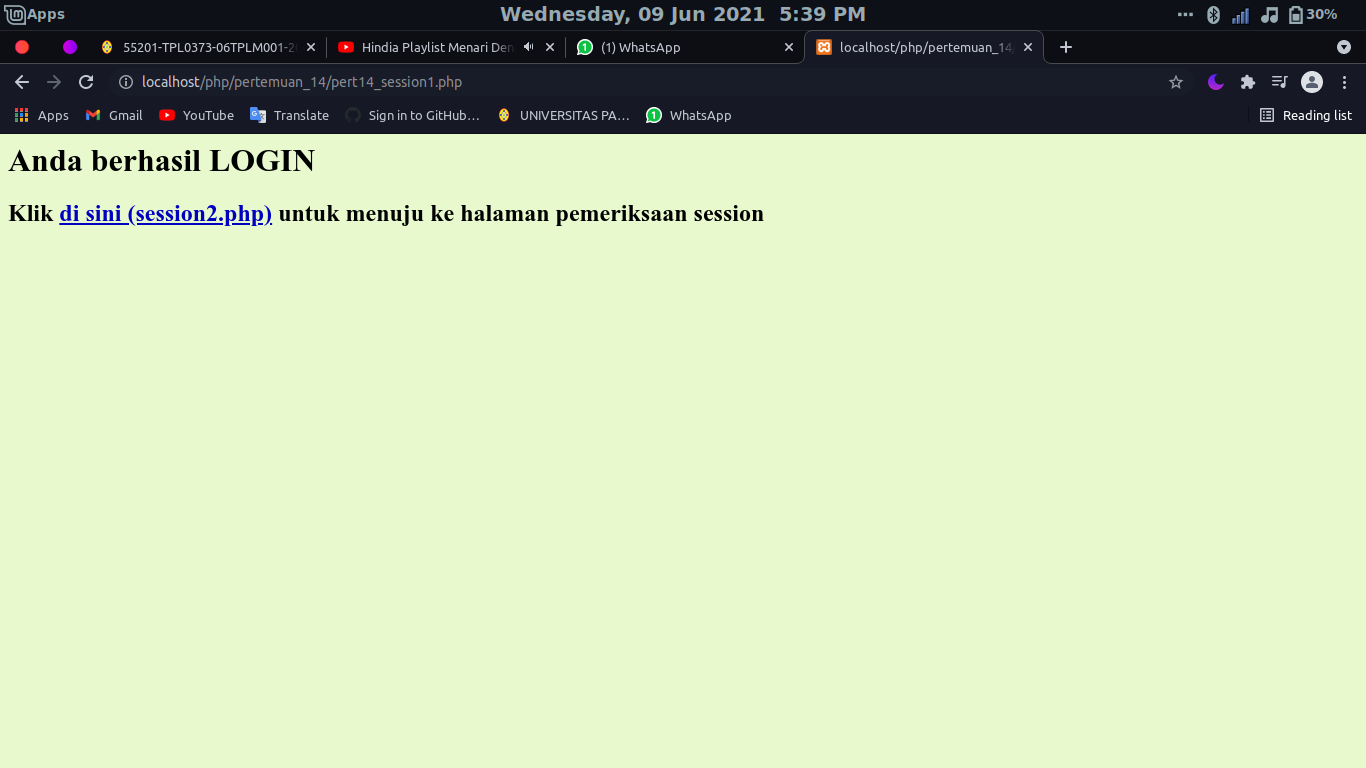 Apps
Wednesday, 09 Jun 2021 5:39 PM
30%
55201-TPL0373-06TPLM001-2
Hindia Playlist Menari Den
(1) WhatsApp
localhost/php/pertemuan_14/
localhost/php/pertemuan_14/pert14_session1.php
Apps
Gmail
YouTube
Translate
Sign in to GitHub…
UNIVERSITAS PA…
WhatsApp
Reading list
Anda berhasil LOGIN
Klik di sini (session2.php) untuk menuju ke halaman pemeriksaan session